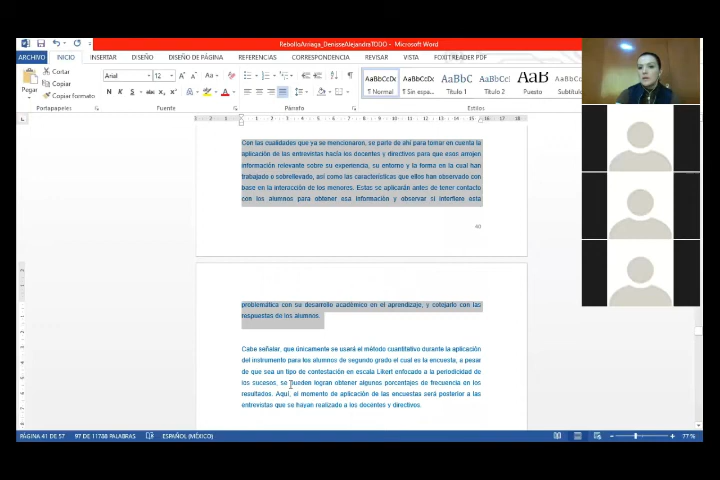 RebolloArriaga_DenisseAlejandraTODO - Microsoft Word
ARCHIVO INICIO INSERTAR DISEÑO DISEÑO DE PÁGINA REFERENCIAS CORRESPONDENCIA REVISAR VISTA FOXITREADER PDF
Pegar
Cortar
Copiar
Copiar formato
Arial 12
N K S abc
AaBbCcDc AaBbCcDc AaBbC AaBbCcI AaB AaBbCcD
¶ Normal ¶ Sin espa... Título 1 Título 2 Puesto Subtítul
Portapapeles Fuente Párrafo Estilos
Con las cualidades que ya se mencionaron, se parte de ahí para tomar en cuenta la
aplicación de las entrevistas hacia los docentes y directivos para que esos arrojen
información relevante sobre su experiencia, su entorno y la forma en la cual han
trabajado o sobrellevado, así como las características que ellos han observado con
base en la interacción de los menores. Estas se aplicarán antes de tener contacto
con los alumnos para obtener esa información y observar si interfiere esta
40
problemática con su desarrollo académico en el aprendizaje, y cotejarlo con las
respuestas de los alumnos.
Cabe señalar, que únicamente se usará el método cuantitativo durante la aplicación
del instrumento para los alumnos de segundo grado el cual es la encuesta, a pesar
de que sea un tipo de contestación en escala Likert enfocado a la periodicidad de
los sucesos, se pueden logran obtener algunos porcentajes de frecuencia en los
resultados. Aquí, el momento de aplicación de las encuestas será posterior a las
entrevistas que se hayan realizado a los docentes y directivos.
PÁGINA 41 DE 57 97 DE 11788 PALABRAS ESPAÑOL (MÉXICO) 77 %